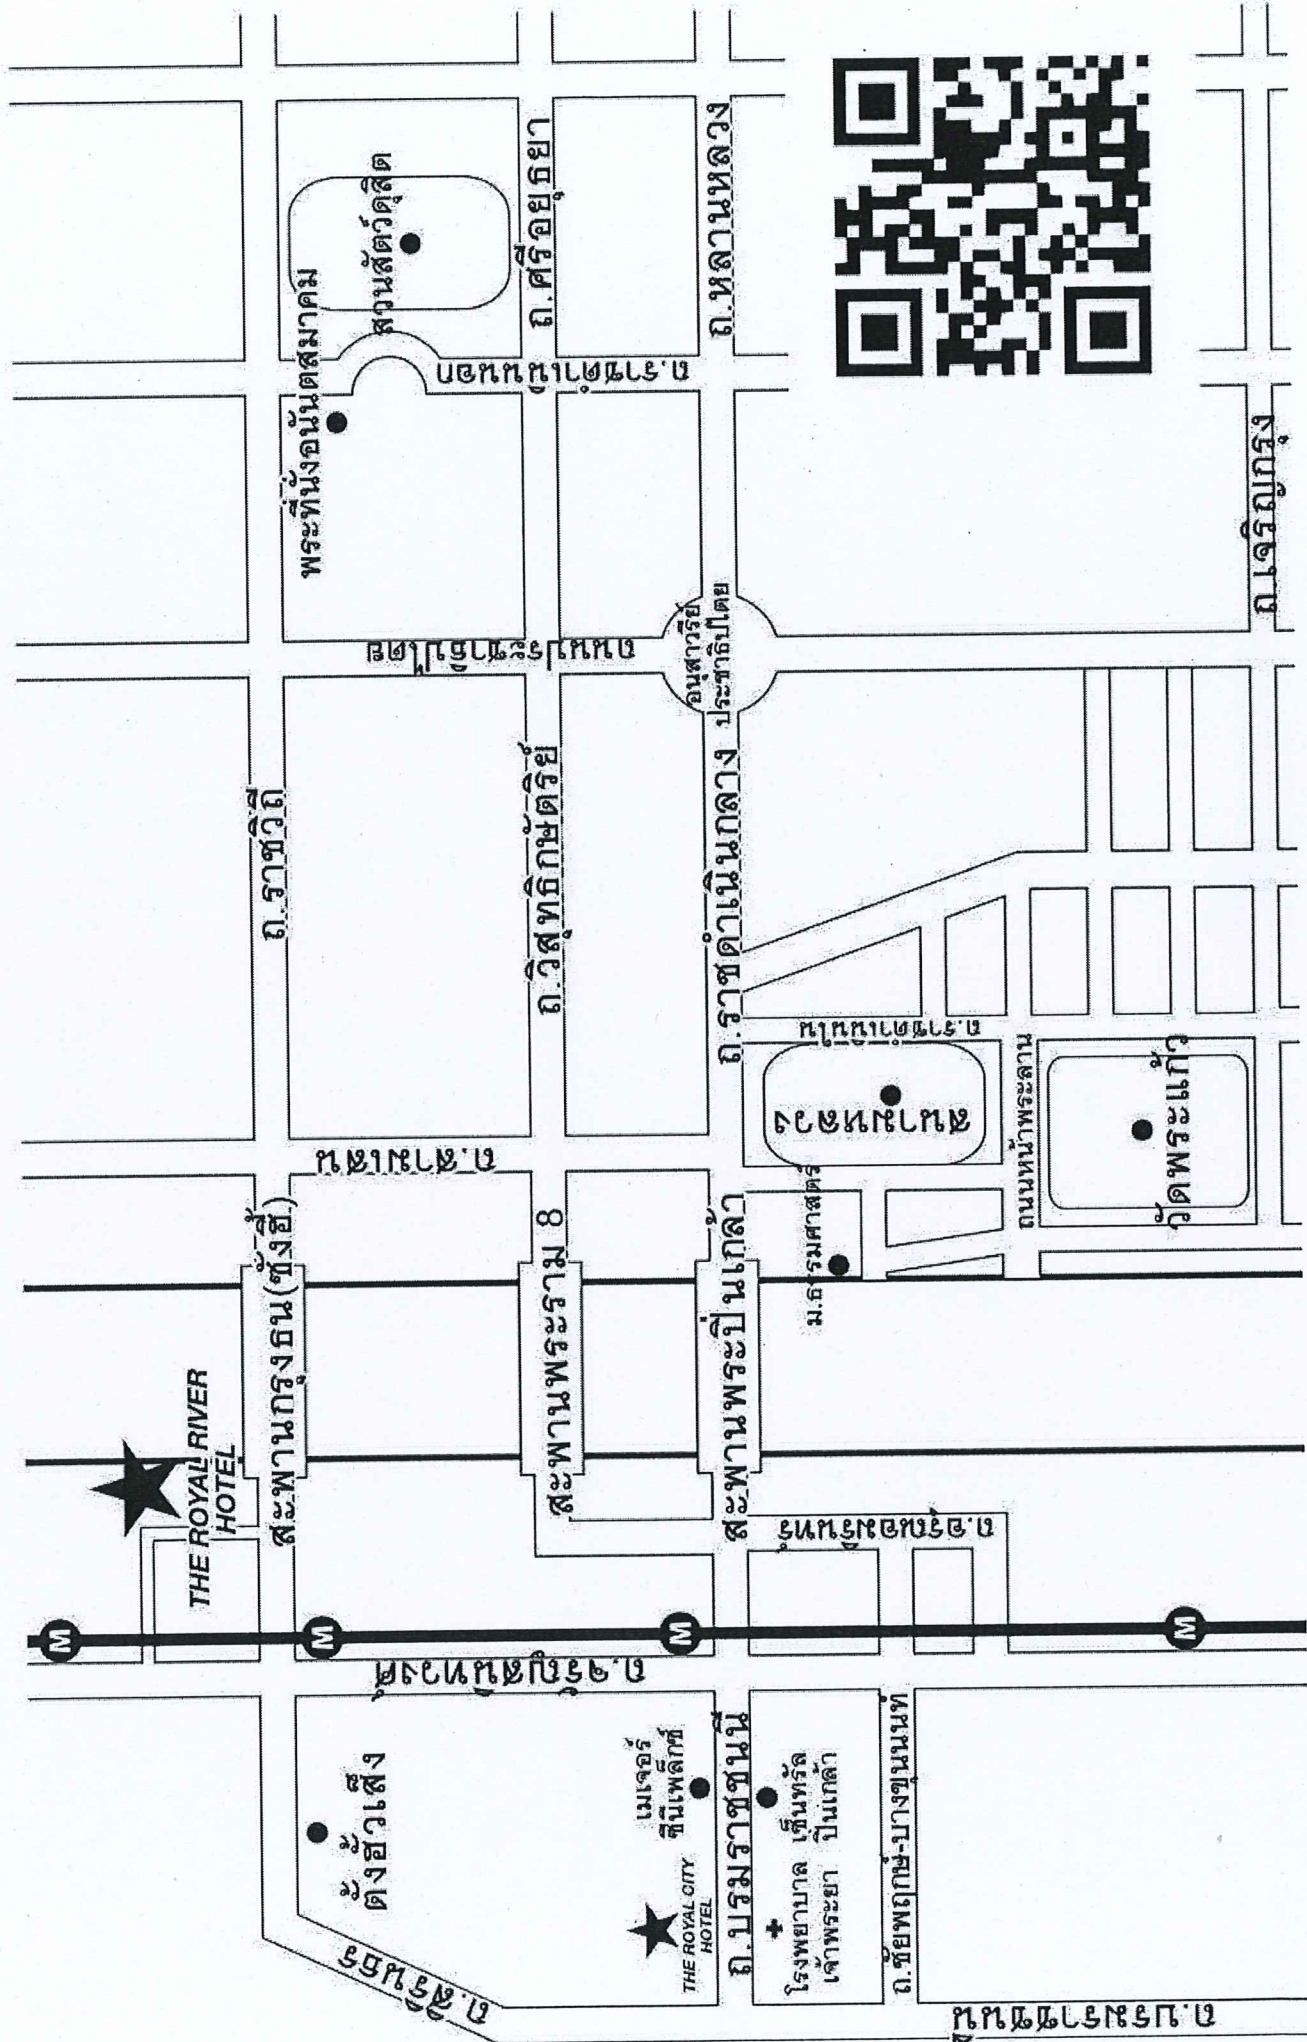 THE ROYAL RIVER
HOTEL
สะพานกรุงธน(ซังฮี้)
ถ.ราชวิถี
พระที่นั่งอนันตสมาคม
สวนสัตว์ดุสิต
ตั้งฮั่วเส็ง
ถ.สิรินธร
ถ.จรัญสนิทวงศ์
ถ.สามเสน
ถนนประชาธิปไตย
ถ.ราชดำเนินนอก
สะพานพระราม 8
ถ.วิสุทธิกษัตริย์
ถ.ศรีอยุธยา
เมเจอร์
ซีนีเพล็กซ์
THE ROYAL CITY
HOTEL
ถ.บรมราชชนนี
สะพานพระปิ่นเกล้า
ถ.ราชดำเนินกลาง
อนุสาวรีย์
ประชาธิปไตย
ถ.หลานหลวง
โรงพยาบาล
เจ้าพระยา
เซ็นทรัล
ปิ่นเกล้า
ถ.อรุณอมรินทร์
ม.ธรรมศาสตร์
สนามหลวง
ถ.ราชดำเนินใน
ถ.ชัยพฤกษ์-บางขุนนนท์
ถนนหน้าพระลาน
วัดพระแก้ว
ถ.บรมราชชนนี
ถ.เจริญกรุง
M
M
M
M